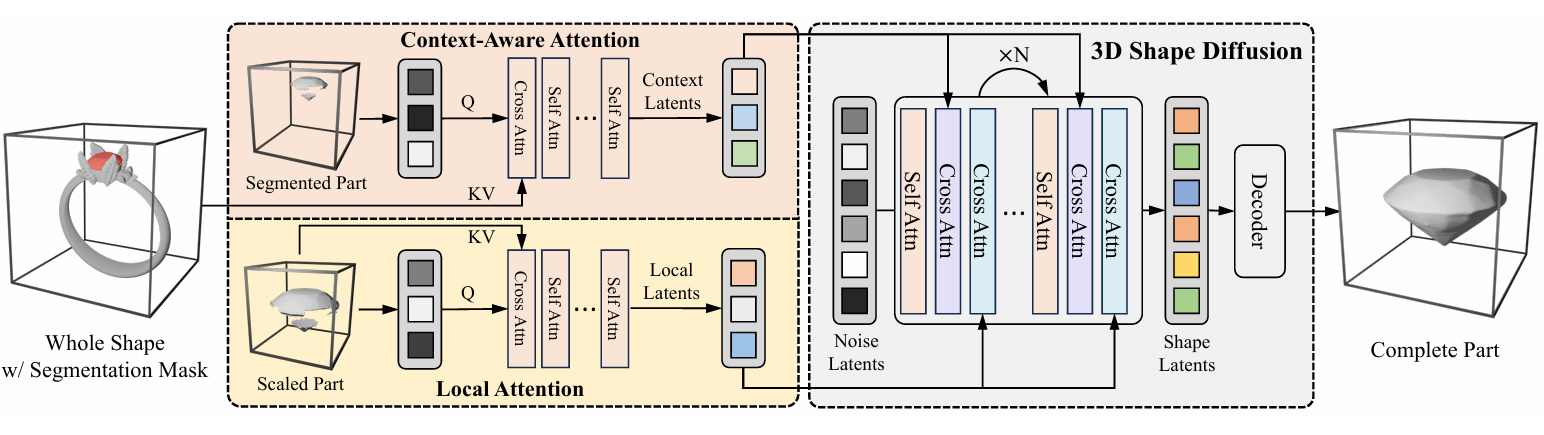 Whole Shape
w/ Segmentation Mask
Context-Aware Attention
Segmented Part
Q
KV
Cross Attn
Self Attn
...
Self Attn
Context
Latents
KV
Scaled Part
Q
Cross Attn
Self Attn
...
Self Attn
Local
Latents
Local Attention
3D Shape Diffusion
×N
Noise
Latents
Self Attn
Cross Attn
Cross Attn
...
Self Attn
Cross Attn
Cross Attn
Shape
Latents
Decoder
Complete Part